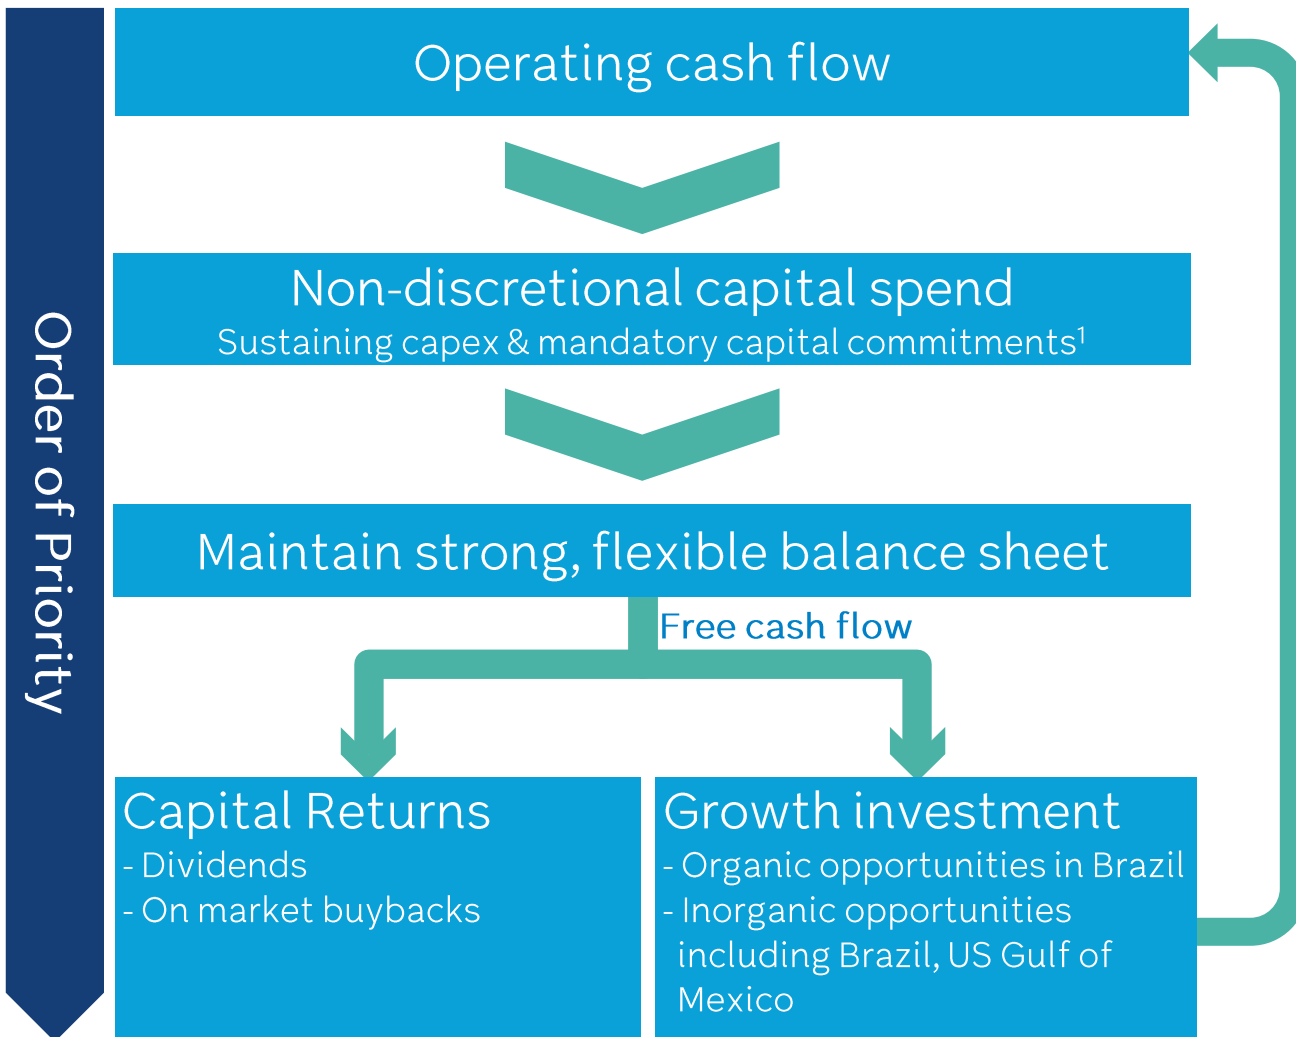 Order of Priority
Operating cash flow
Non-discretional capital spend
Sustaining capex & mandatory capital commitments¹
Maintain strong, flexible balance sheet
Free cash flow
Capital Returns
- Dividends
- On market buybacks
Growth investment
- Organic opportunities in Brazil
- Inorganic opportunities
including Brazil, US Gulf of
Mexico